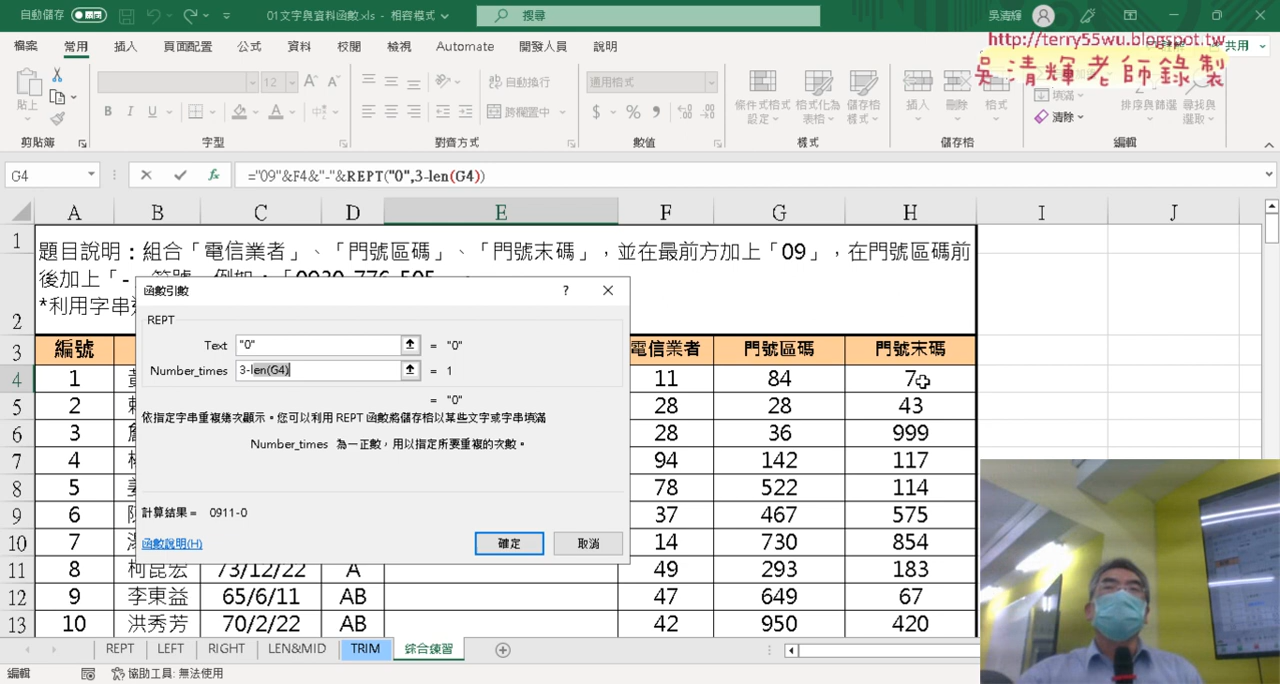 自動儲存 01文字與資料函數.xls - 相容模式 搜尋 吳清輝
http://terry55wu.blogspot.tw
吳清輝老師錄製
檔案 常用 插入 頁面配置 公式 資料 校閱 檢視 Automate 開發人員 說明 共用
貼上 12 自動換行 通用格式 條件式格式設定 格式化為表格 儲存格樣式 插入 刪除 格式 填滿 清除 排序與篩選 尋找與選取
B I U 跨欄置中 $ % 9
剪貼簿 字型 對齊方式 數值 樣式 儲存格 編輯
G4 fx ="09"&F4&"-"&REPT("0",3-len(G4))
A B C D E F G H I J
1 題目說明：組合「電信業者」、「門號區碼」、「門號末碼」，並在最前方加上「09」，在門號區碼前
2 後加上「-
*利用字串
函數引數 ? ×
REPT
Text "0" = "0"
Number_times 3-len(G4) = 1
= "0"
依指定字串重複幾次顯示。您可以利用 REPT 函數將儲存格以某些文字或字串填滿
Number_times 為一正數，用以指定所要重複的次數。
計算結果 = 0911-0
函數說明(H) 確定 取消
3 編號 電信業者 門號區碼 門號末碼
4 1 11 84 7
5 2 28 28 43
6 3 28 36 999
7 4 94 142 117
8 5 78 522 114
9 6 37 467 575
10 7 14 730 854
11 8 柯昆宏 73/12/22 A 49 293 183
12 9 李東益 65/6/11 AB 47 649 67
13 10 洪秀芳 70/2/22 AB 42 950 420
REPT LEFT RIGHT LEN&MID TRIM 綜合練習
編輯 協助工具: 無法使用